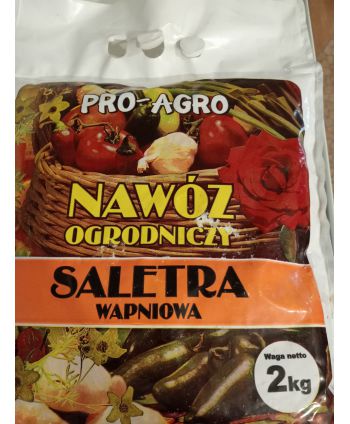 PRO-AGRO
NAWÓZ
OGRODNICZY
SALETRA
WAPNIOWA
Waga netto
2kg